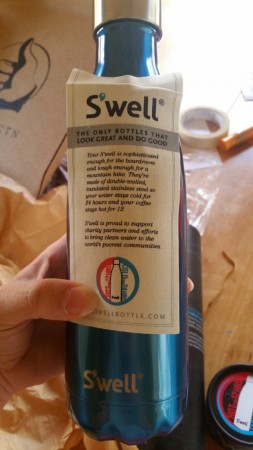 S'well®
THE ONLY BOTTLES THAT
LOOK GREAT AND DO GOOD
Your S'well is sophisticated
enough for the boardroom
and tough enough for a
mountain hike. They're
made of double-walled,
insulated stainless steel so
your water stays cold for
24 hours and your coffee
stays hot for 12
S'well is proud to support
charity partners and efforts
to bring clean water to the
world's poorest communities
WELLBOTTLE.COM
S'well®